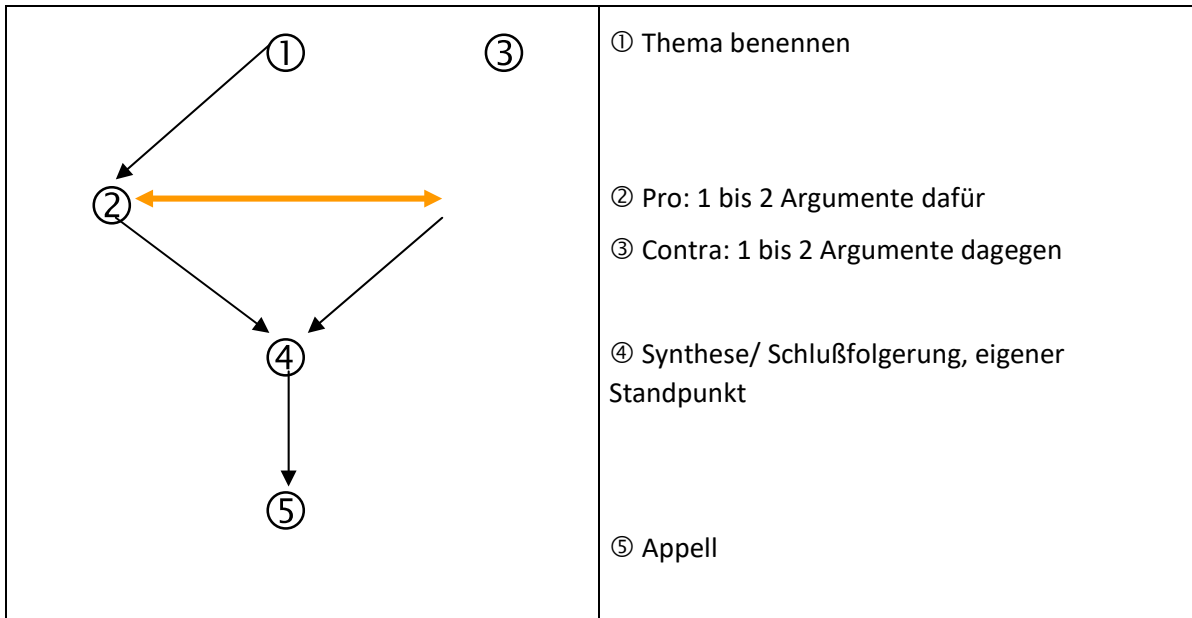 ① ③
②
④
⑤
① Thema benennen
② Pro: 1 bis 2 Argumente dafür
③ Contra: 1 bis 2 Argumente dagegen
④ Synthese/ Schlußfolgerung, eigener
Standpunkt
⑤ Appell